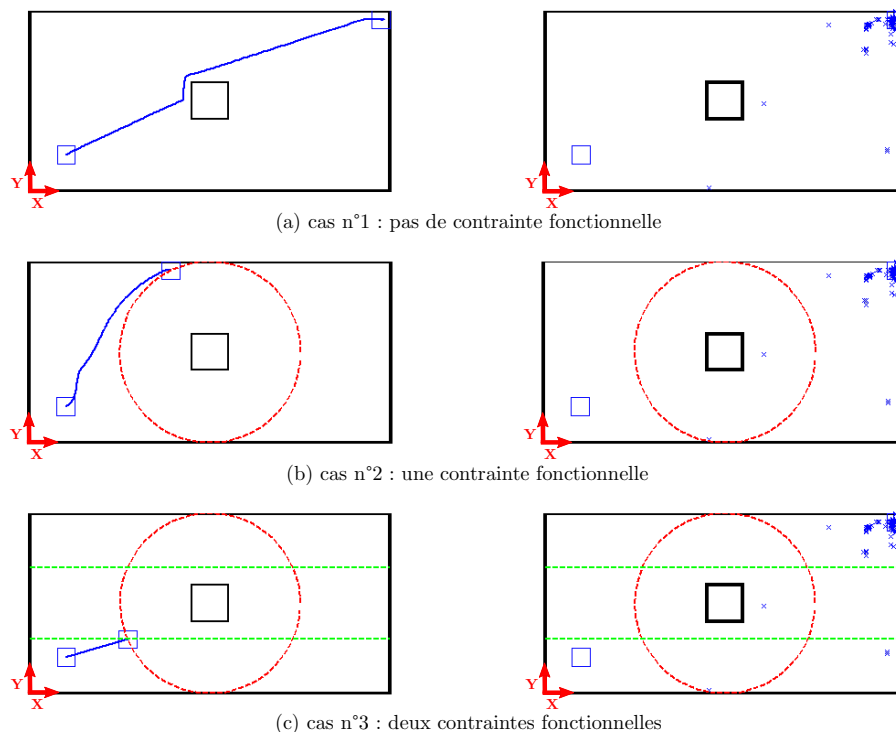 Y
X
Y
X
(a) cas n°1 : pas de contrainte fonctionnelle
Y
X
Y
X
(b) cas n°2 : une contrainte fonctionnelle
Y
X
Y
X
(c) cas n°3 : deux contraintes fonctionnelles